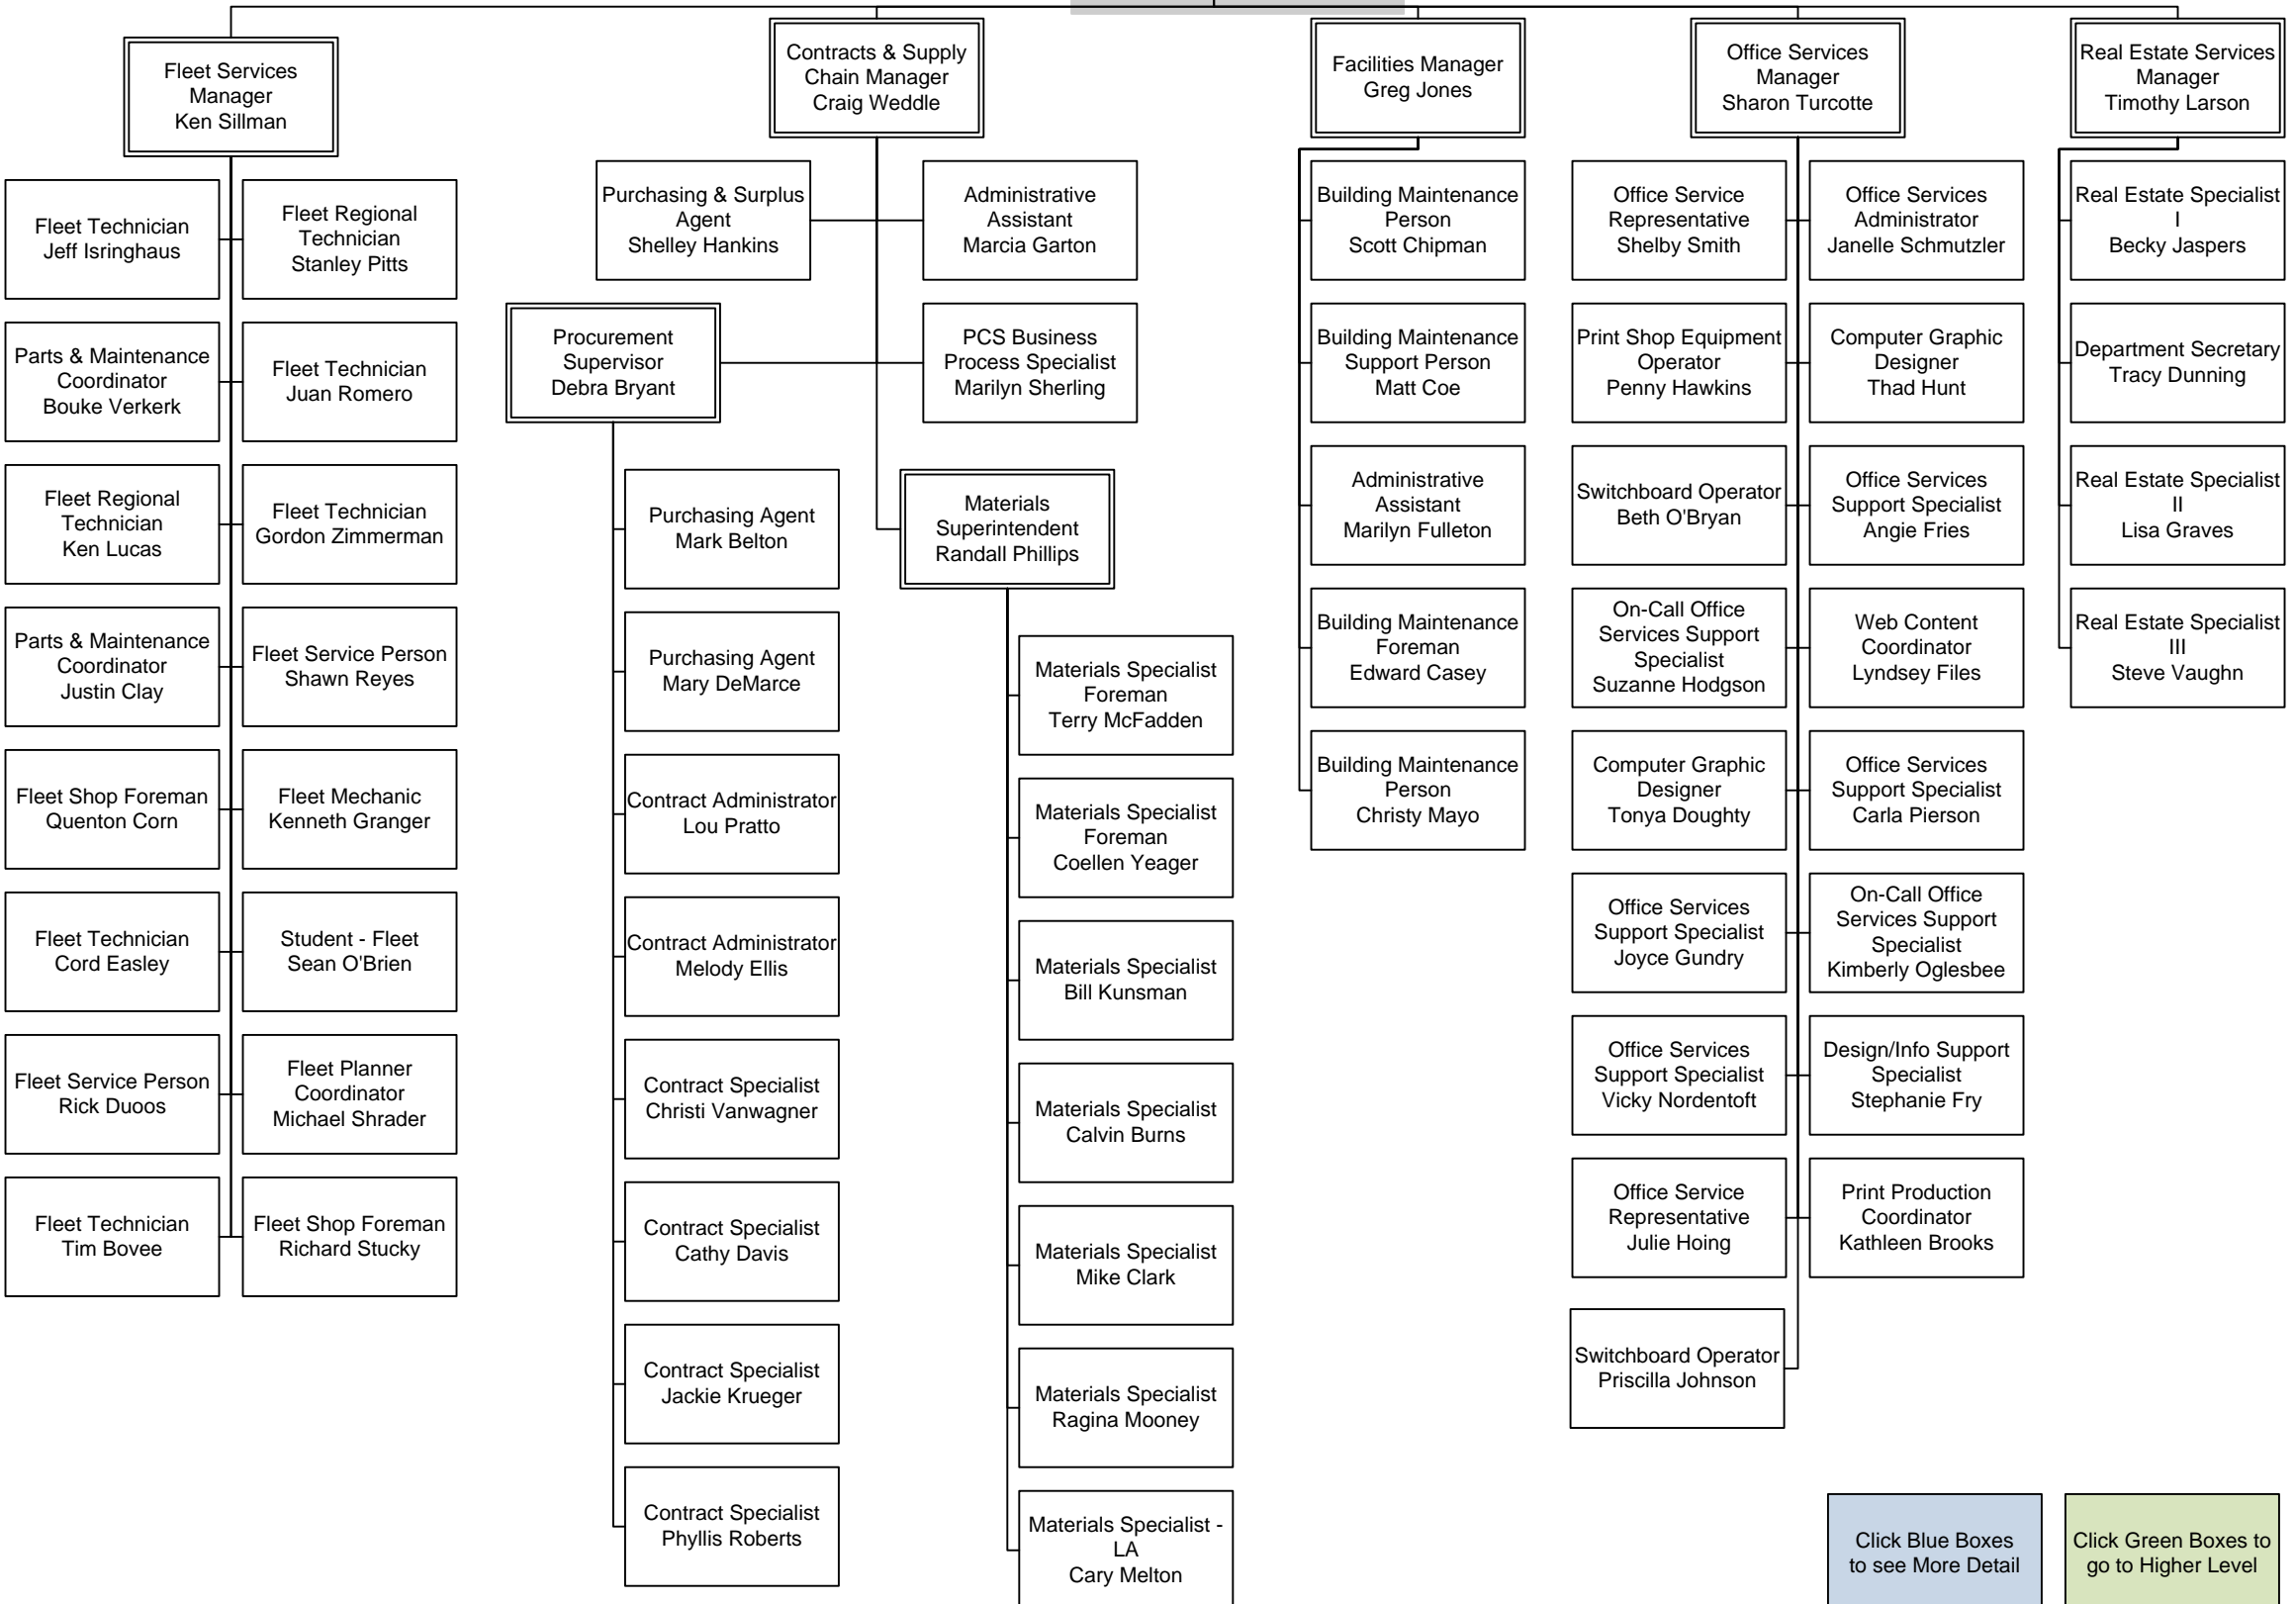 Fleet Services
Manager
Ken Sillman
Contracts & Supply
Chain Manager
Craig Weddle
Facilities Manager
Greg Jones
Office Services
Manager
Sharon Turcotte
Real Estate Services
Manager
Timothy Larson
Fleet Technician
Jeff Isringhaus
Fleet Regional
Technician
Stanley Pitts
Parts & Maintenance
Coordinator
Bouke Verkerk
Fleet Technician
Juan Romero
Fleet Regional
Technician
Ken Lucas
Fleet Technician
Gordon Zimmerman
Parts & Maintenance
Coordinator
Justin Clay
Fleet Service Person
Shawn Reyes
Fleet Shop Foreman
Quenton Corn
Fleet Mechanic
Kenneth Granger
Fleet Technician
Cord Easley
Student - Fleet
Sean O'Brien
Fleet Service Person
Rick Duoos
Fleet Planner
Coordinator
Michael Shrader
Fleet Technician
Tim Bovee
Fleet Shop Foreman
Richard Stucky
Purchasing & Surplus
Agent
Shelley Hankins
Administrative
Assistant
Marcia Garton
Procurement
Supervisor
Debra Bryant
PCS Business
Process Specialist
Marilyn Sherling
Purchasing Agent
Mark Belton
Purchasing Agent
Mary DeMarce
Contract Administrator
Lou Pratto
Contract Administrator
Melody Ellis
Contract Specialist
Christi Vanwagner
Contract Specialist
Cathy Davis
Contract Specialist
Jackie Krueger
Contract Specialist
Phyllis Roberts
Materials
Superintendent
Randall Phillips
Materials Specialist
Foreman
Terry McFadden
Materials Specialist
Foreman
Coellen Yeager
Materials Specialist
Bill Kunsman
Materials Specialist
Calvin Burns
Materials Specialist
Mike Clark
Materials Specialist
Ragina Mooney
Materials Specialist -
LA
Cary Melton
Building Maintenance
Person
Scott Chipman
Building Maintenance
Support Person
Matt Coe
Administrative
Assistant
Marilyn Fulleton
Building Maintenance
Foreman
Edward Casey
Building Maintenance
Person
Christy Mayo
Office Service
Representative
Shelby Smith
Office Services
Administrator
Janelle Schmutzler
Print Shop Equipment
Operator
Penny Hawkins
Computer Graphic
Designer
Thad Hunt
Switchboard Operator
Beth O'Bryan
Office Services
Support Specialist
Angie Fries
On-Call Office
Services Support
Specialist
Suzanne Hodgson
Web Content
Coordinator
Lyndsey Files
Computer Graphic
Designer
Tonya Doughty
Office Services
Support Specialist
Carla Pierson
Office Services
Support Specialist
Joyce Gundry
On-Call Office
Services Support
Specialist
Kimberly Oglesbee
Office Services
Support Specialist
Vicky Nordentoft
Design/Info Support
Specialist
Stephanie Fry
Office Service
Representative
Julie Hoing
Print Production
Coordinator
Kathleen Brooks
Switchboard Operator
Priscilla Johnson
Real Estate Specialist
I
Becky Jaspers
Department Secretary
Tracy Dunning
Real Estate Specialist
II
Lisa Graves
Real Estate Specialist
III
Steve Vaughn
Click Blue Boxes
to see More Detail
Click Green Boxes to
go to Higher Level